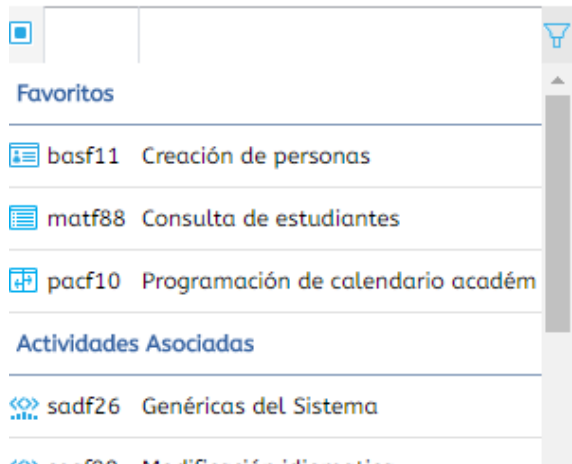 Favoritos
basf11 Creación de personas
matf88 Consulta de estudiantes
pacf10 Programación de calendario académ
Actividades Asociadas
sadf26 Genéricas del Sistema